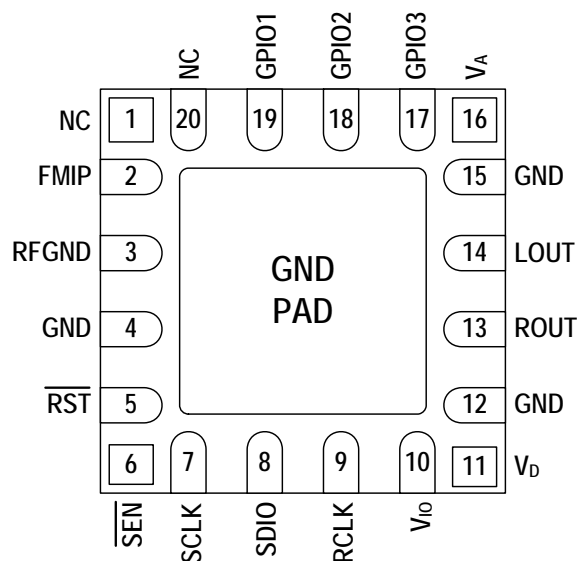 NC
GPIO1
GPIO2
GPIO3
VA
NC 1 20 19 18 17 16
FMIP 2 15 GND
RFGND 3 14 LOUT
GND
PAD
GND 4 13 ROUT
RST 5 12 GND
6 7 8 9 10 11 VD
SEN
SCLK
SDIO
RCLK
VIO